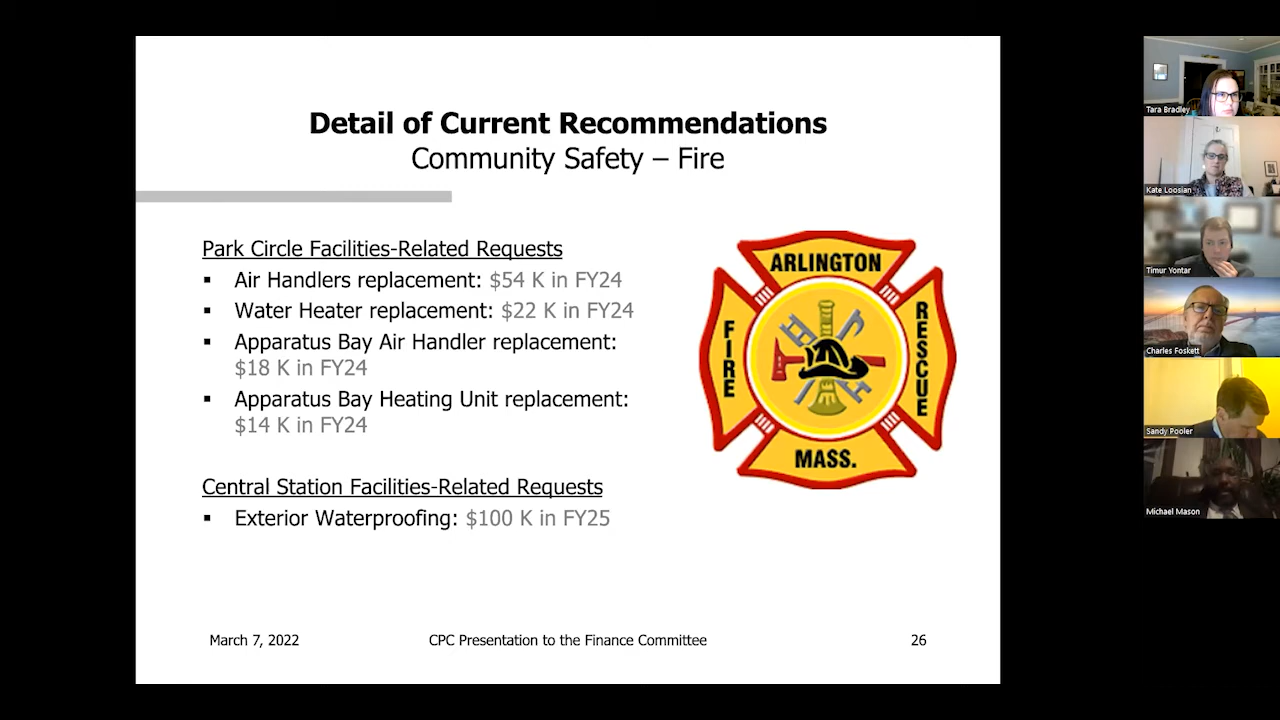 Detail of Current Recommendations
Community Safety – Fire
Park Circle Facilities-Related Requests
▪ Air Handlers replacement: $54 K in FY24
▪ Water Heater replacement: $22 K in FY24
▪ Apparatus Bay Air Handler replacement:
$18 K in FY24
▪ Apparatus Bay Heating Unit replacement:
$14 K in FY24
Central Station Facilities-Related Requests
▪ Exterior Waterproofing: $100 K in FY25
ARLINGTON
FIRE
RESCUE
MASS.
March 7, 2022 CPC Presentation to the Finance Committee 26
Tara Bradley
Kate Loosian
Timur Yontar
Charles Foskett
Sandy Pooler
Michael Mason